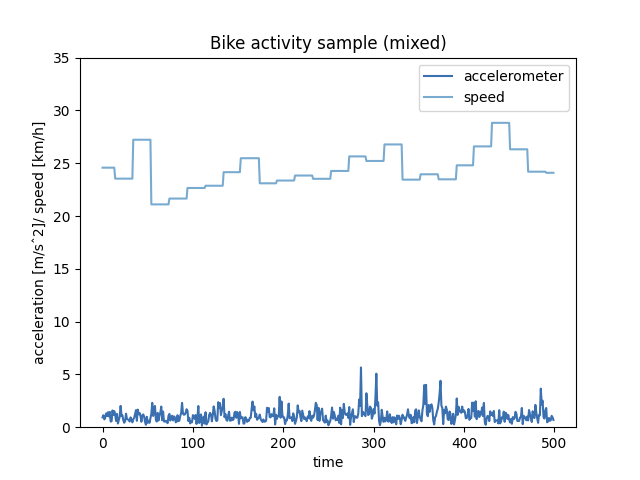 Bike activity sample (mixed)
accelerometer
speed
acceleration [m/sˆ2]/ speed [km/h]
35
30
25
20
15
10
5
0
0 100 200 300 400 500
time